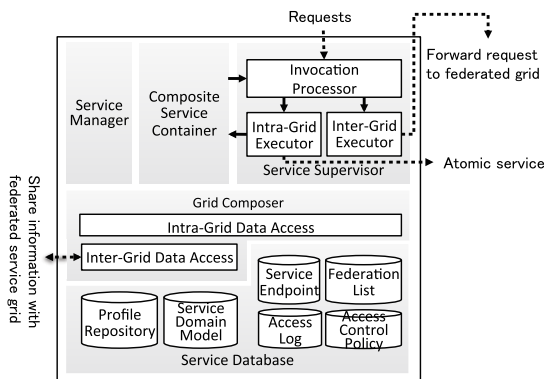 Requests
Forward request
to federated grid
Invocation
Processor
Service
Manager
Composite
Service
Container
Intra-Grid
Executor
Inter-Grid
Executor
Atomic service
Service Supervisor
Share information with
federated service grid
Grid Composer
Intra-Grid Data Access
Inter-Grid Data Access
Service
Endpoint
Federation
List
Profile
Repository
Service
Domain
Model
Access
Log
Access
Control
Policy
Service Database